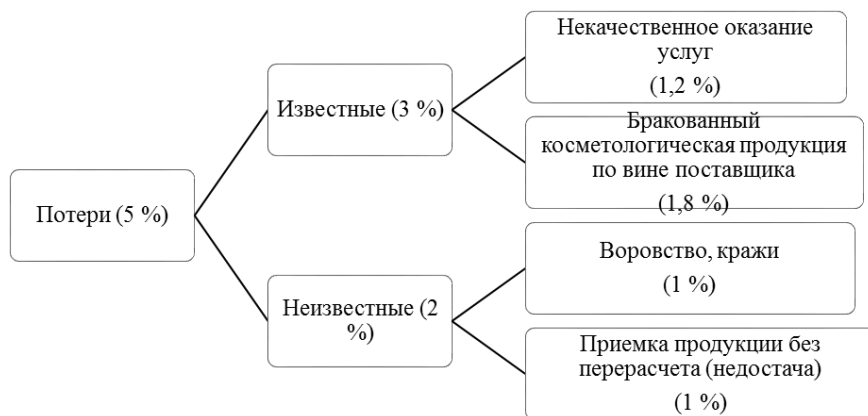 Потери (5 %)
Известные (3 %)
Некачественное оказание
услуг
(1,2 %)
Бракованный
косметологическая продукция
по вине поставщика
(1,8 %)
Неизвестные (2
%)
Воровство, кражи
(1 %)
Приемка продукции без
перерасчета (недостача)
(1 %)